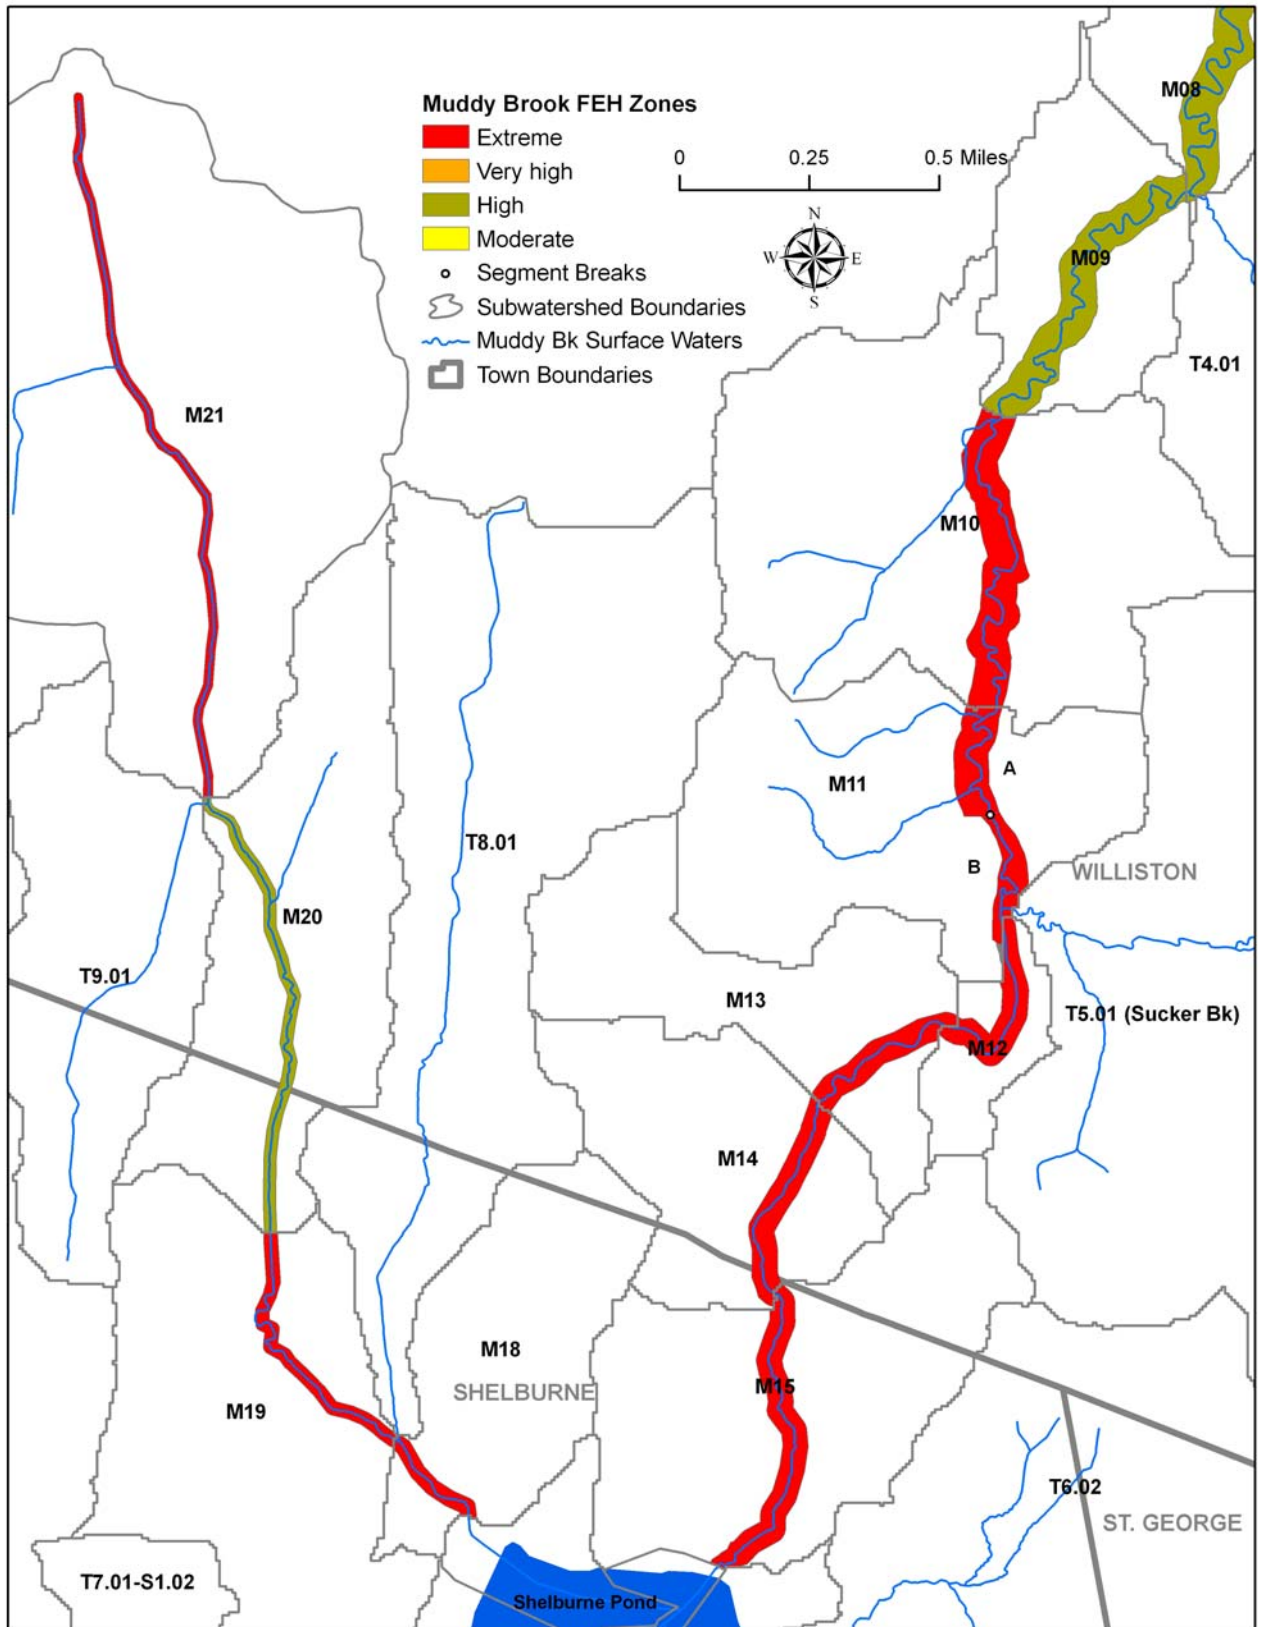 M08
Muddy Brook FEH Zones
Extreme
0 0.25 0.5 Miles
Very high
High
N
Moderate
W E
M09
Segment Breaks
S
Subwatershed Boundaries
Muddy Bk Surface Waters
T4.01
Town Boundaries
M21
M10
A
M11
T8.01
B
WILLISTON
M20
T9.01
M13
T5.01 (Sucker Bk)
M12
M14
M18
M15
SHELBURNE
M19
T6.02
ST. GEORGE
T7.01-S1.02
Shelburne Pond